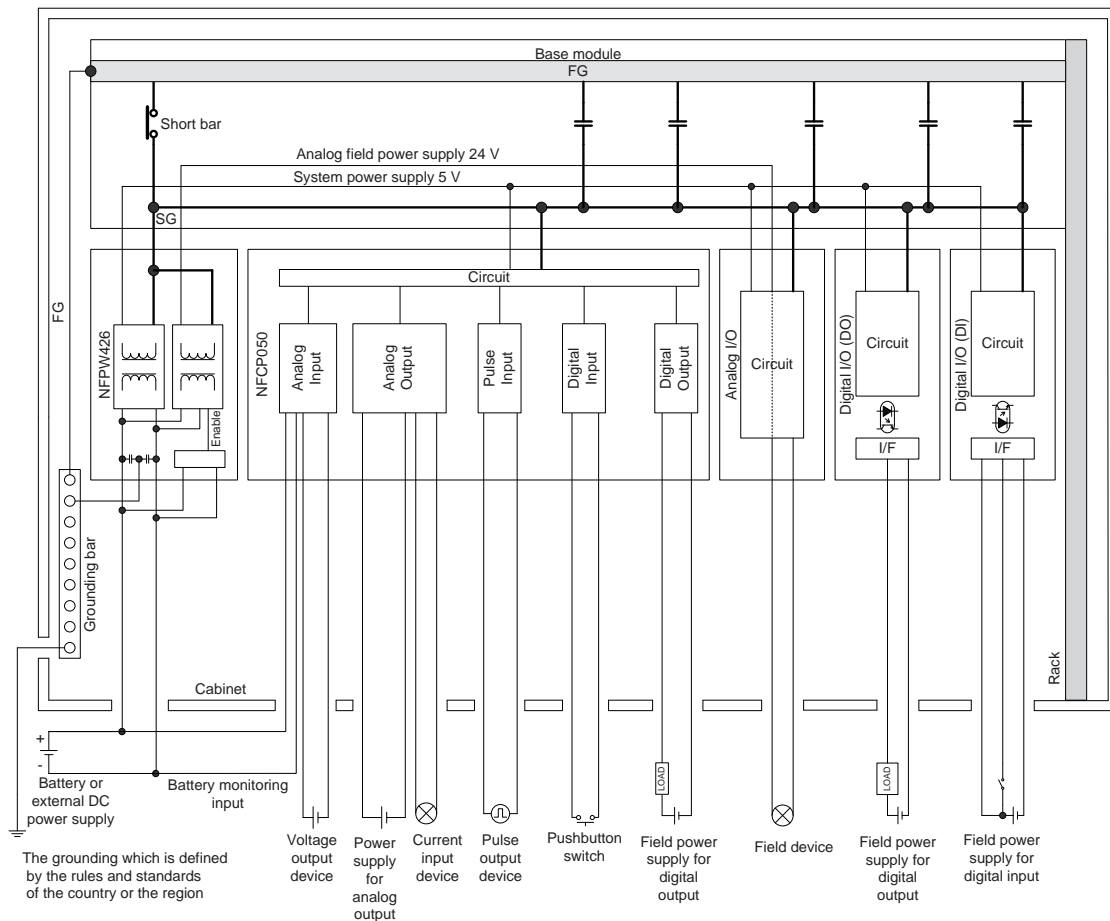 Base module
FG
Short bar
Analog field power supply 24 V
System power supply 5 V
SG
FG
NFPW426
Enable
NFCP050
Circuit
Analog
Input
Analog
Output
Pulse
Input
Digital
Input
Digital
Output
Analog I/O
Circuit
Digital I/O (DO)
Circuit
I/F
Digital I/O (DI)
Circuit
I/F
Grounding bar
Rack
Cabinet
+
-
Battery or
external DC
power supply
Battery monitoring
input
LOAD
LOAD
Voltage
output
device
Power
supply
for
analog
output
Current
input
device
Pulse
output
device
Pushbutton
switch
Field power
supply for
digital
output
Field device
Field power
supply for
digital
output
Field power
supply for
digital input
The grounding which is defined
by the rules and standards
of the country or the region